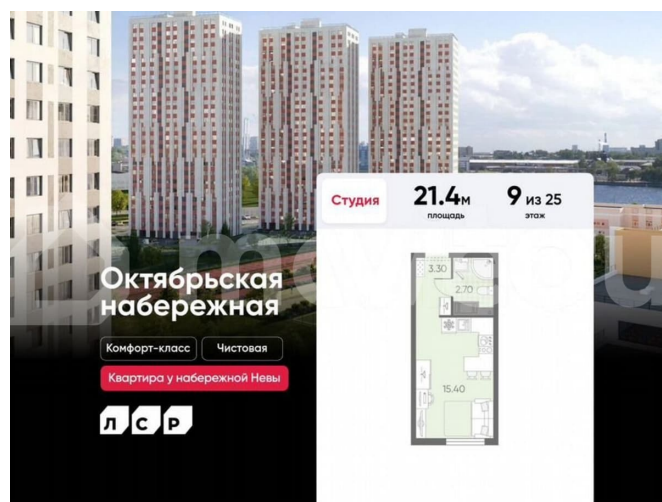 Студия
21.4м
площадь
9 из 25
этаж
3.30
2.70
15.40
Октябрьская
набережная
Комфорт-класс
Чистовая
Квартира у набережной Невы
ЛСР